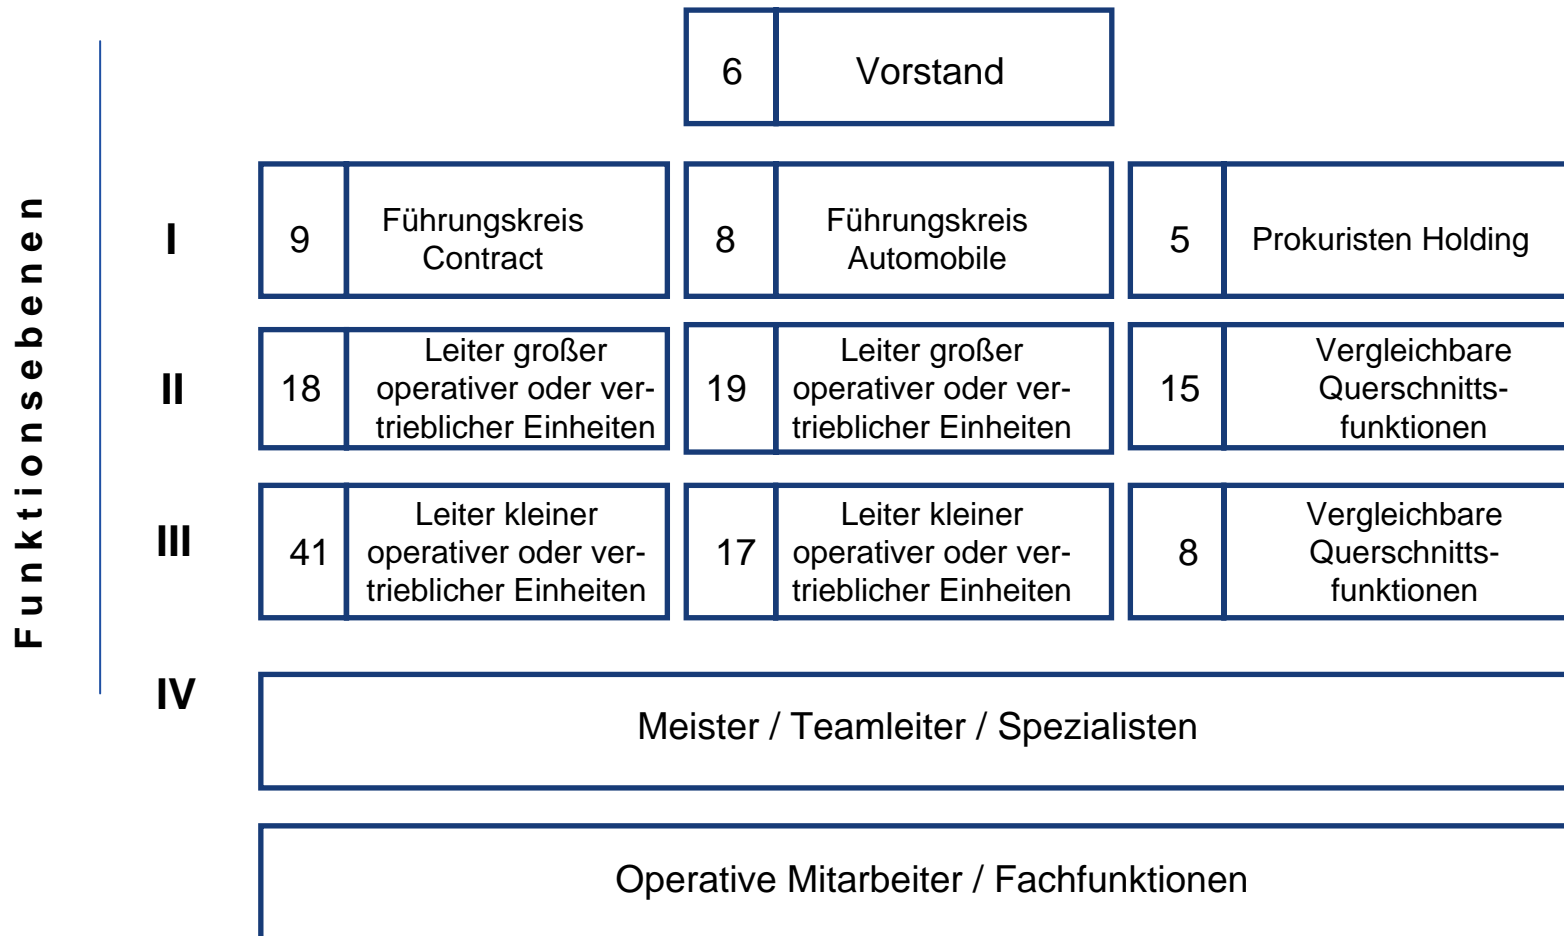 Funktionsebenen
6
Vorstand
I
9
Führungskreis
Contract
8
Führungskreis
Automobile
5
Prokuristen Holding
II
18
Leiter großer
operativer oder ver-
trieblicher Einheiten
19
Leiter großer
operativer oder ver-
trieblicher Einheiten
15
Vergleichbare
Querschnitts-
funktionen
III
41
Leiter kleiner
operativer oder ver-
trieblicher Einheiten
17
Leiter kleiner
operativer oder ver-
trieblicher Einheiten
8
Vergleichbare
Querschnitts-
funktionen
IV
Meister / Teamleiter / Spezialisten
Operative Mitarbeiter / Fachfunktionen